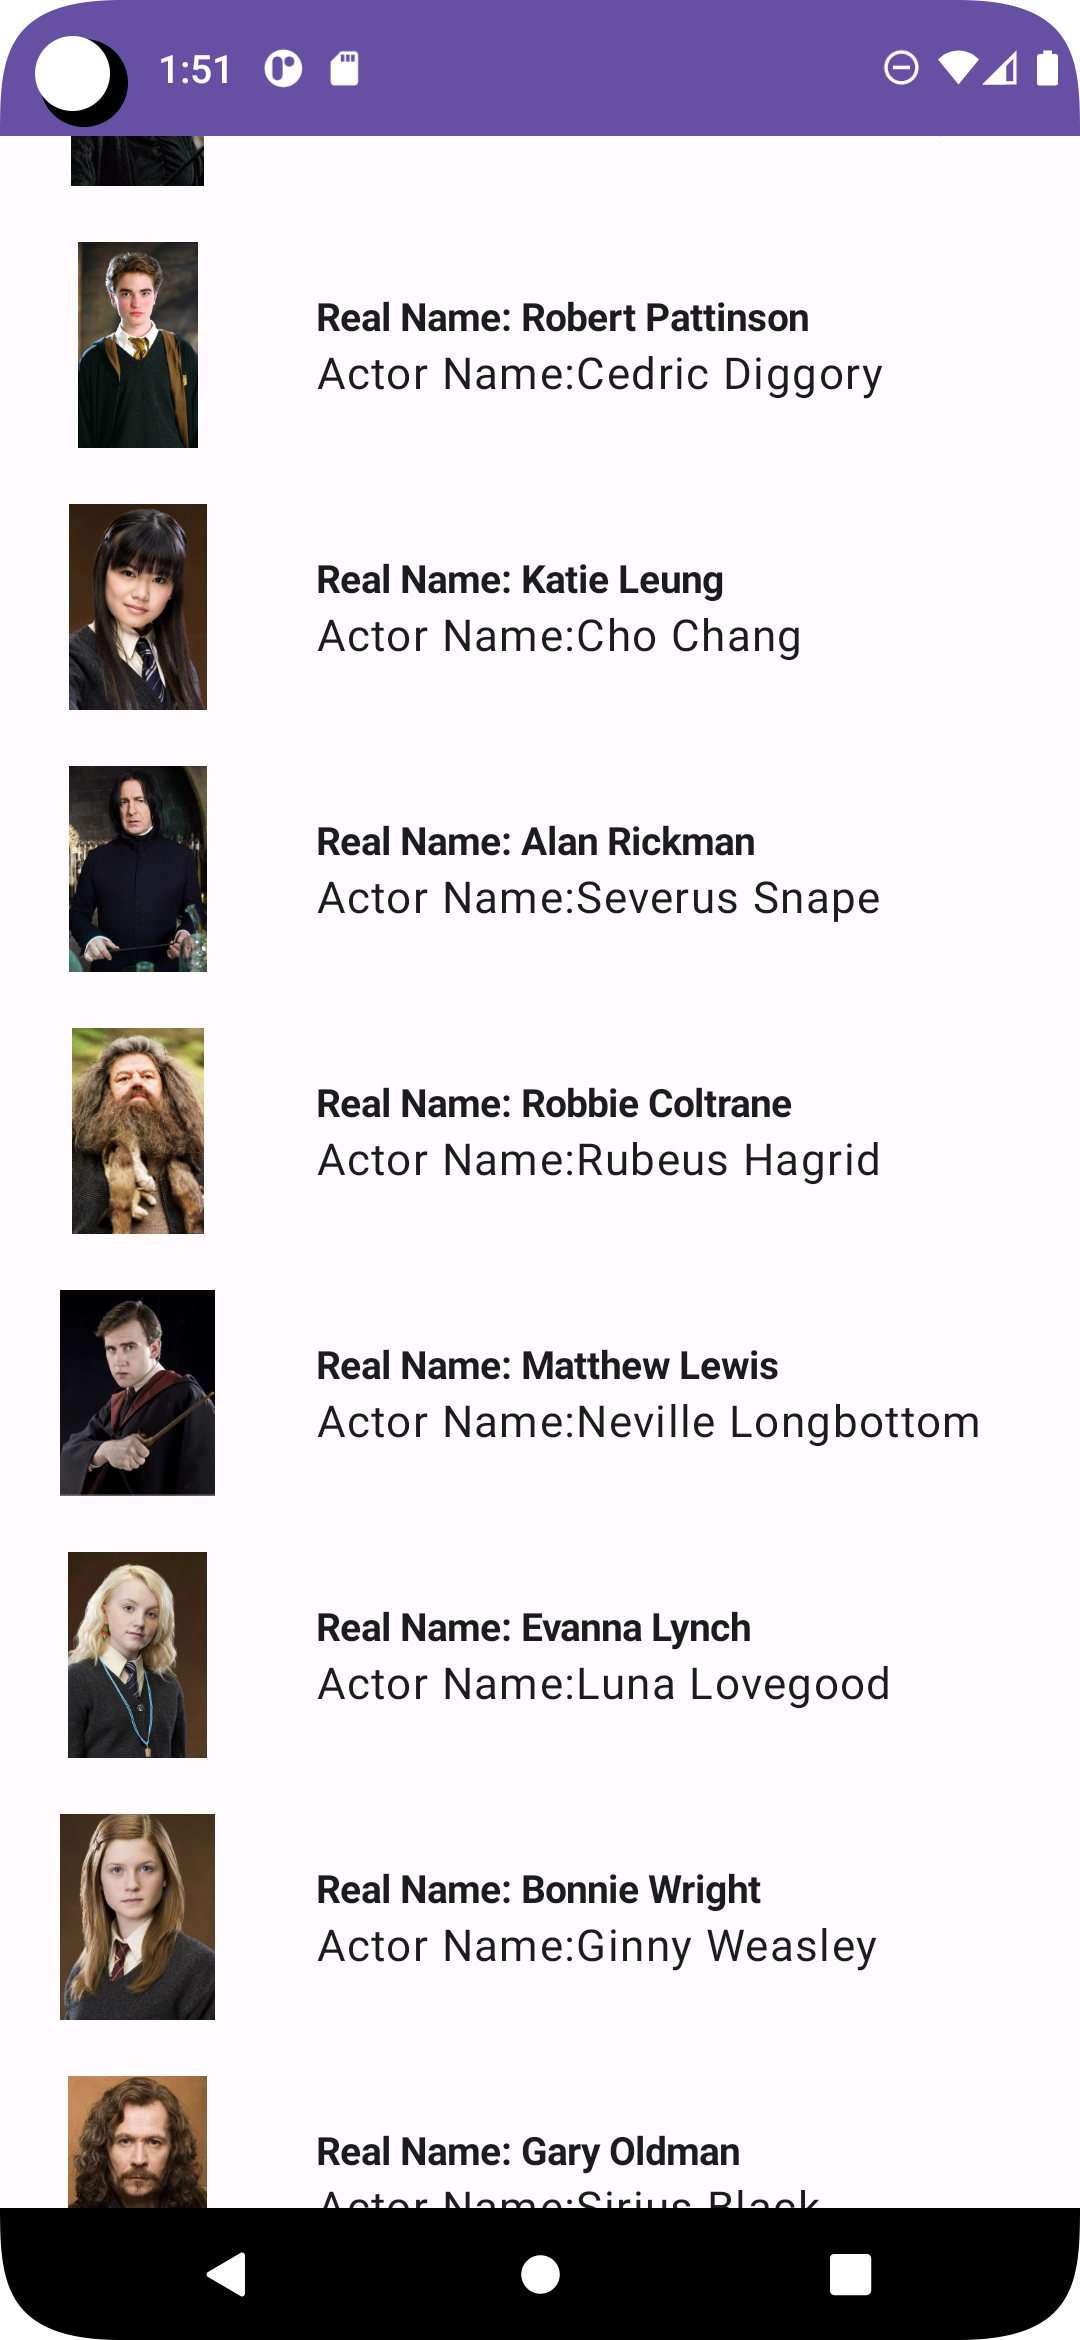 1:51
Real Name: Robert Pattinson
Actor Name:Cedric Diggory
Real Name: Katie Leung
Actor Name:Cho Chang
Real Name: Alan Rickman
Actor Name:Severus Snape
Real Name: Robbie Coltrane
Actor Name:Rubeus Hagrid
Real Name: Matthew Lewis
Actor Name:Neville Longbottom
Real Name: Evanna Lynch
Actor Name:Luna Lovegood
Real Name: Bonnie Wright
Actor Name:Ginny Weasley
Real Name: Gary Oldman
Actor Name:Sirius Black